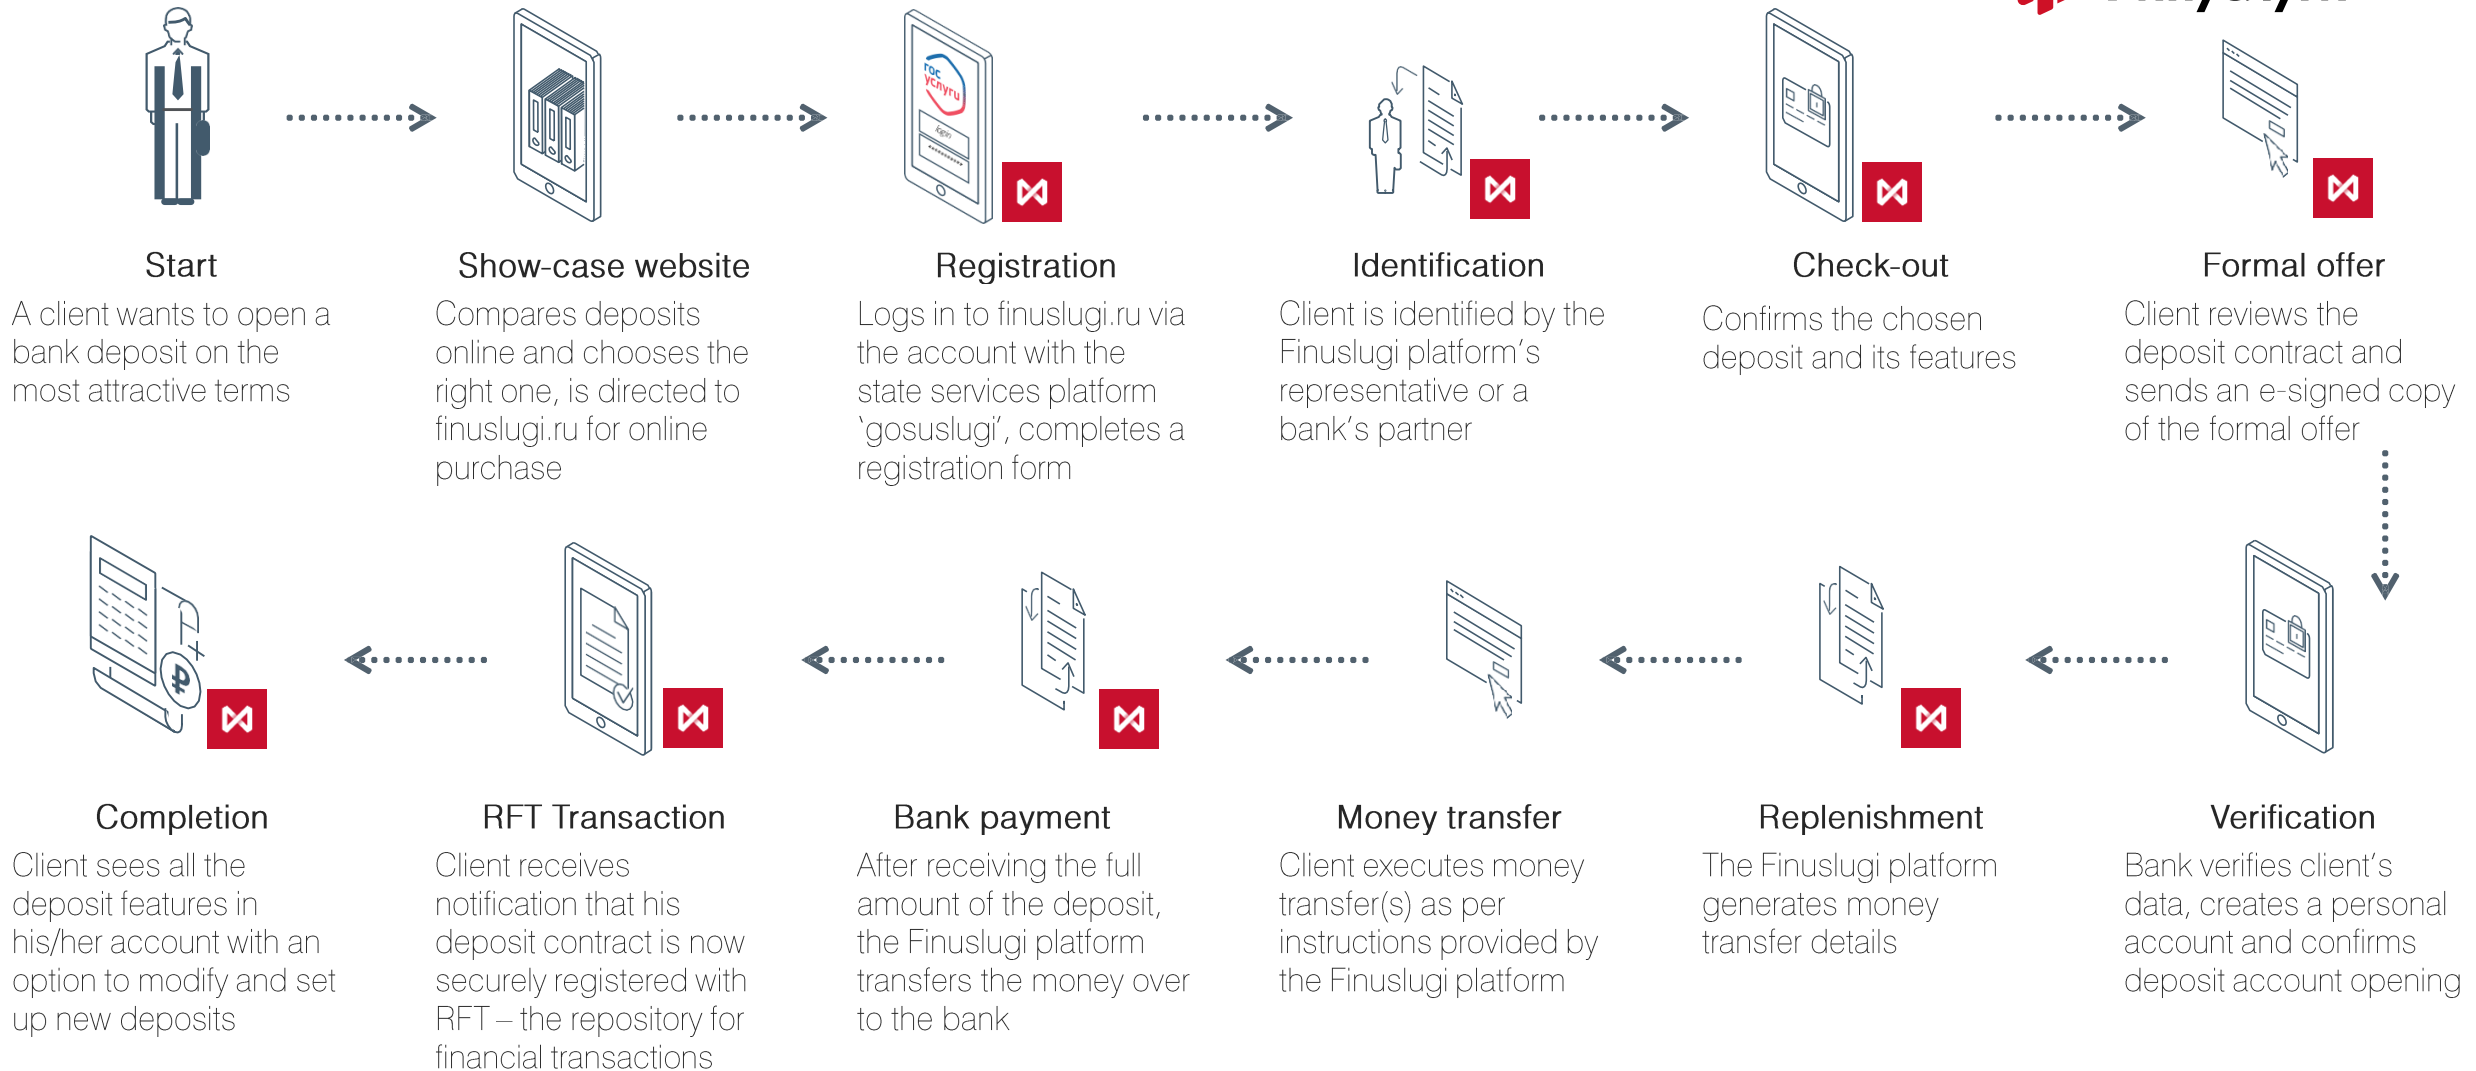 гос
услуги
login
Start
A client wants to open a
bank deposit on the
most attractive terms
Show-case website
Compares deposits
online and chooses the
right one, is directed to
finuslugi.ru for online
purchase
Registration
Logs in to finuslugi.ru via
the account with the
state services platform
‘gosuslugi’, completes a
registration form
Identification
Client is identified by the
Finuslugi platform’s
representative or a
bank’s partner
Check-out
Confirms the chosen
deposit and its features
Formal offer
Client reviews the
deposit contract and
sends an e-signed copy
of the formal offer
Verification
Bank verifies client’s
data, creates a personal
account and confirms
deposit account opening
Replenishment
The Finuslugi platform
generates money
transfer details
Money transfer
Client executes money
transfer(s) as per
instructions provided by
the Finuslugi platform
Bank payment
After receiving the full
amount of the deposit,
the Finuslugi platform
transfers the money over
to the bank
RFT Transaction
Client receives
notification that his
deposit contract is now
securely registered with
RFT – the repository for
financial transactions
Completion
Client sees all the
deposit features in
his/her account with an
option to modify and set
up new deposits